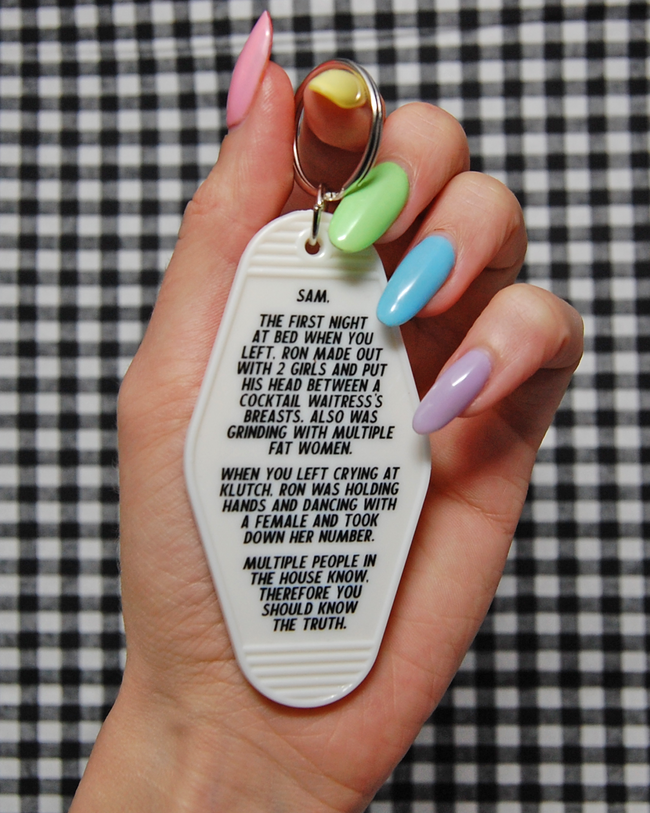 SAM,
THE FIRST NIGHT
AT BED WHEN YOU
LEFT, RON MADE OUT
WITH 2 GIRLS AND PUT
HIS HEAD BETWEEN A
COCKTAIL WAITRESS'S
BREASTS. ALSO WAS
GRINDING WITH MULTIPLE
FAT WOMEN.
WHEN YOU LEFT CRYING AT
KLUTCH, RON WAS HOLDING
HANDS AND DANCING WITH
A FEMALE AND TOOK
DOWN HER NUMBER.
MULTIPLE PEOPLE IN
THE HOUSE KNOW,
THEREFORE YOU
SHOULD KNOW
THE TRUTH.